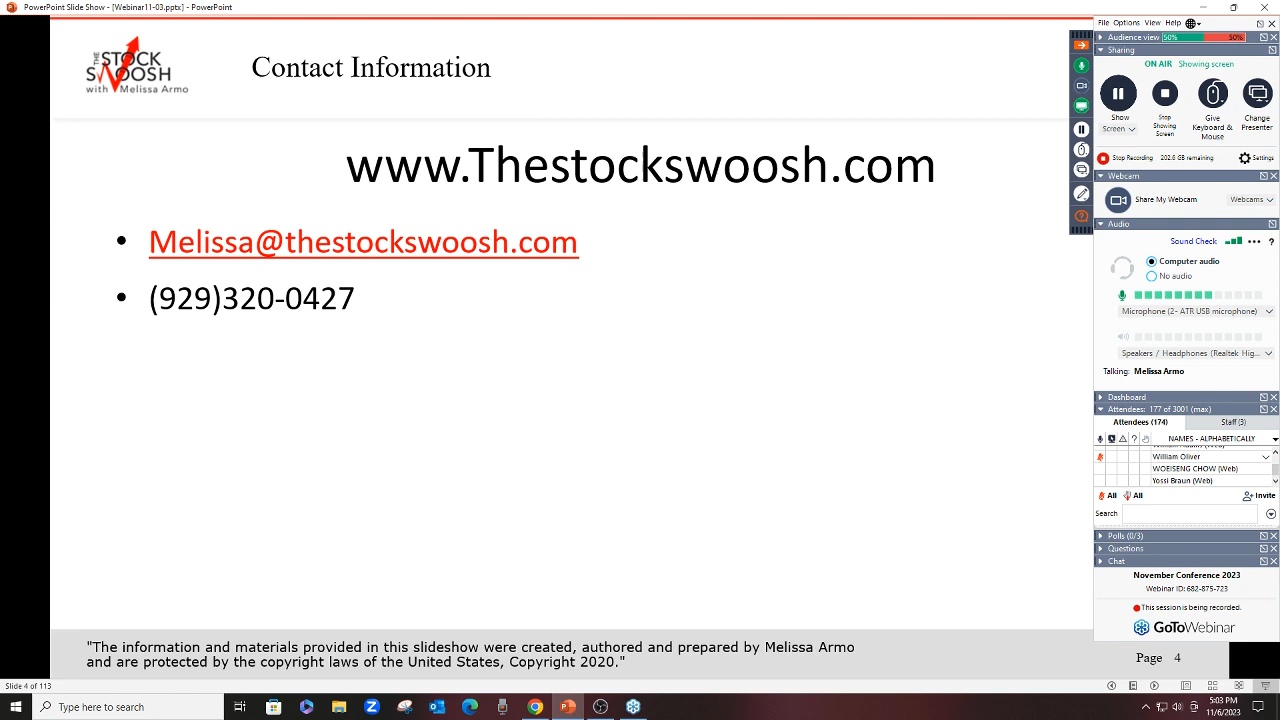 PowerPoint Slide Show - [Webinar11-03.pptx] - PowerPoint
THE STOCK SWOOSH
with Melissa Armo
Contact Information
www.Thestockswoosh.com
• Melissa@thestockswoosh.com
• (929)320-0427
"The information and materials provided in this slideshow were created, authored and prepared by Melissa Armo
and are protected by the copyright laws of the United States, Copyright 2020."
Page 4
File Options View Help
Audience view 50% 50%
Sharing
ON AIR Showing screen
Show
Screen
Stop
Showing
Screen
Give
Keyboard &
Mouse
Change
Presenter
Stop Recording 202.6 GB remaining Settings
Webcam
Share My Webcam Webcams
Audio
Sound Check ?
Computer audio
No audio
Microphone (2- ATR USB microphone)
Speakers / Headphones (Realtek Hig...
Talking: Melissa Armo
Dashboard
Attendees: 177 of 3001 (max)
Attendees (174) Staff (3)
NAMES - ALPHABETICALLY
William Oliver
WOEISENG CHOW (Web)
Yossi Braun (Web)
All All Invite
Search
Polls (0/3)
Questions
Chat
November Conference 2023
Webinar ID: 682-875-723
This session is being recorded.
GoToWebinar
Slide 4 of 113
Type here to search
5:03 PM
11/6/2023